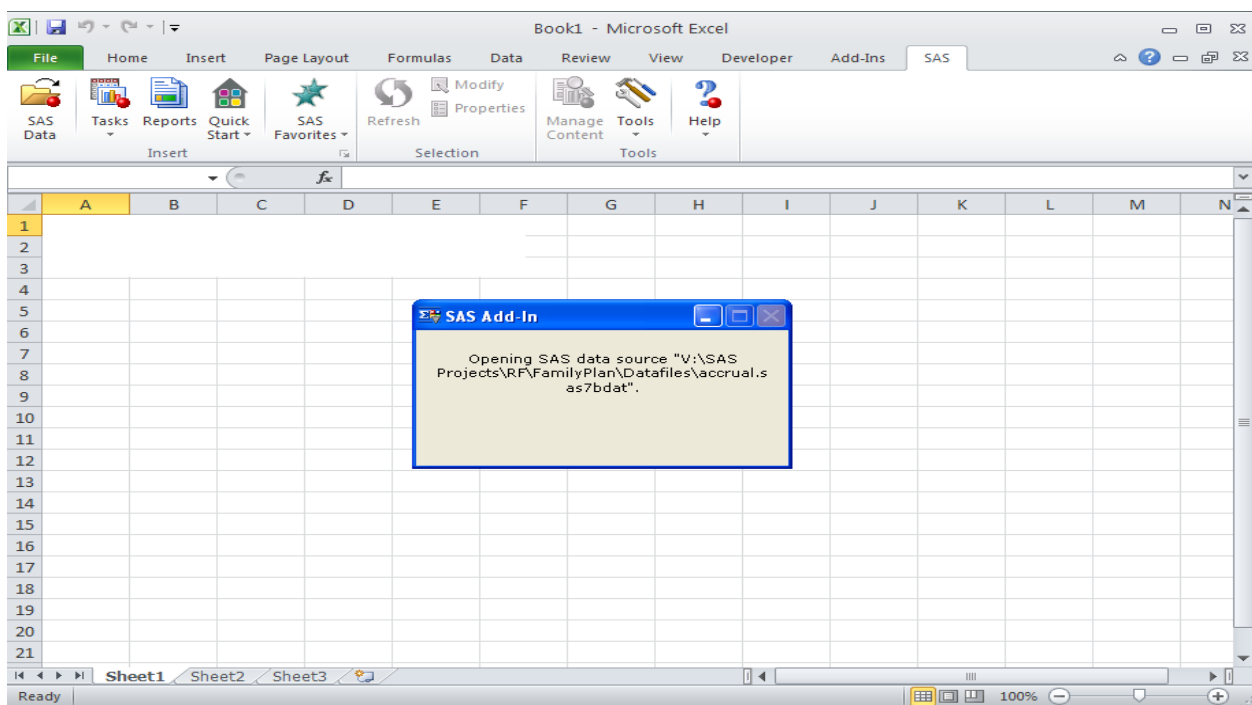 Book1 - Microsoft Excel
File Home Insert Page Layout Formulas Data Review View Developer Add-Ins SAS
SAS Data
Tasks
Reports
Quick Start
SAS Favorites
Refresh
Modify
Properties
Manage Content
Tools
Help
Insert Selection Tools
fx
A B C D E F G H I J K L M N
1
2
3
4
5
6
7
8
9
10
11
12
13
14
15
16
17
18
19
20
21
SAS Add-In
Opening SAS data source "V:\SAS
Projects\RF\FamilyPlan\Datafiles\accrual.s
as7bdat".
Sheet1 Sheet2 Sheet3
Ready 100%